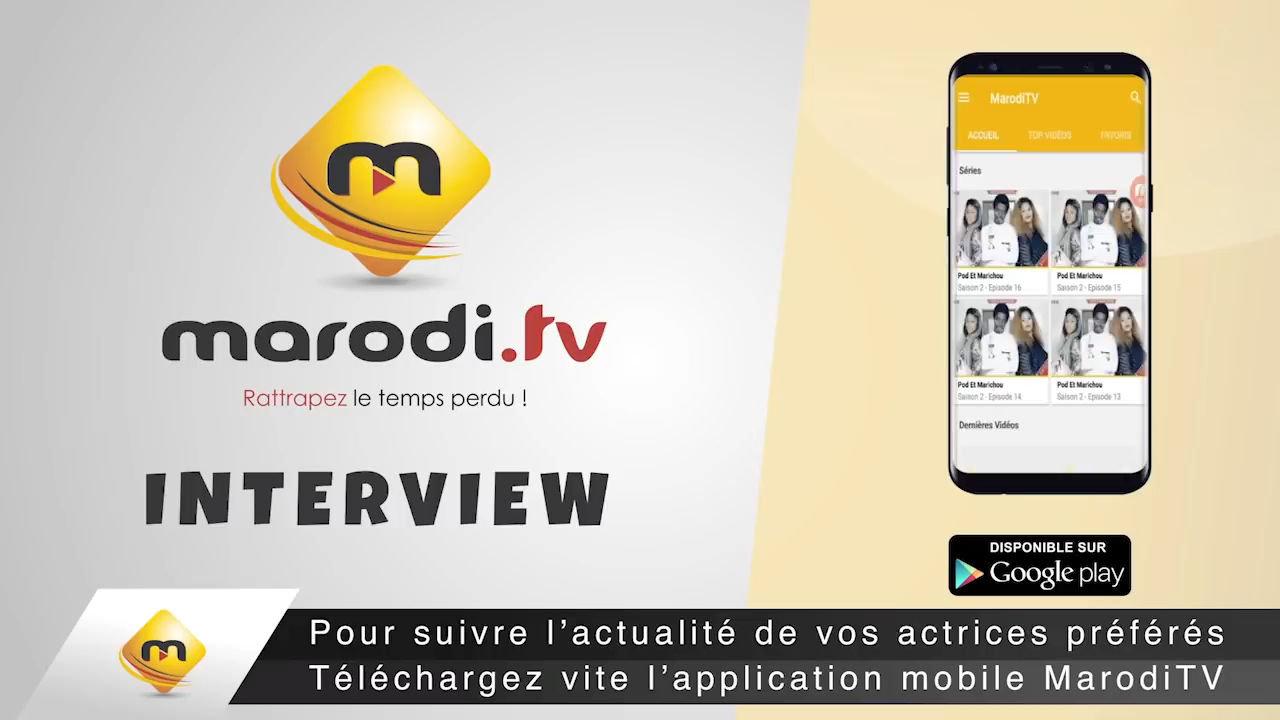 m
marodi.tv
Rattrapez le temps perdu !
INTERVIEW
MarodiTV
ACCUEIL TOP VIDÉOS FAVORIS
Séries
Pod Et Marichou
Saison 2 - Episode 16
Pod Et Marichou
Saison 2 - Episode 15
Pod Et Marichou
Saison 2 - Episode 14
Pod Et Marichou
Saison 2 - Episode 13
Dernières Vidéos
DISPONIBLE SUR
Google play
m
Pour suivre l'actualité de vos actrices préférés
Téléchargez vite l'application mobile MarodiTV